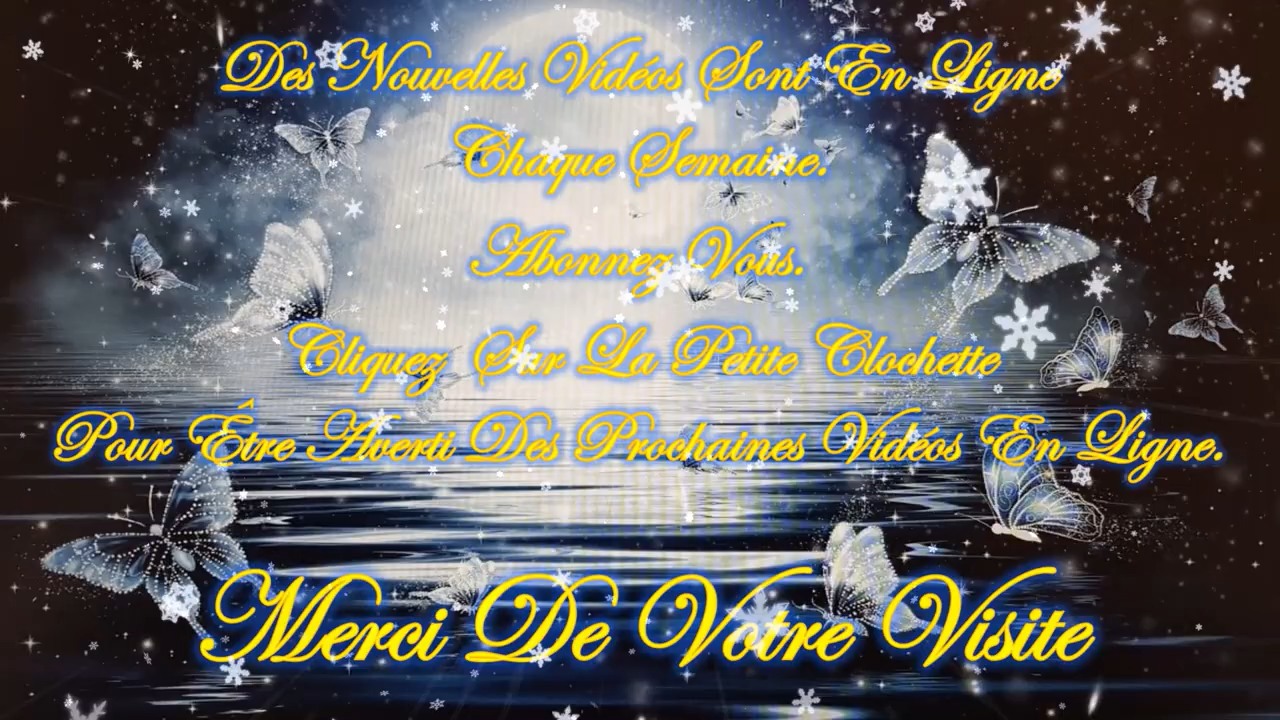 Des Nouvelles Vidéos Sont En Ligne
Chaque Semaine.
Abonnez Vous.
Cliquez Sur La Petite Clochette
Pour Être Averti Des Prochaines Vidéos En Ligne.
Merci De Votre Visite